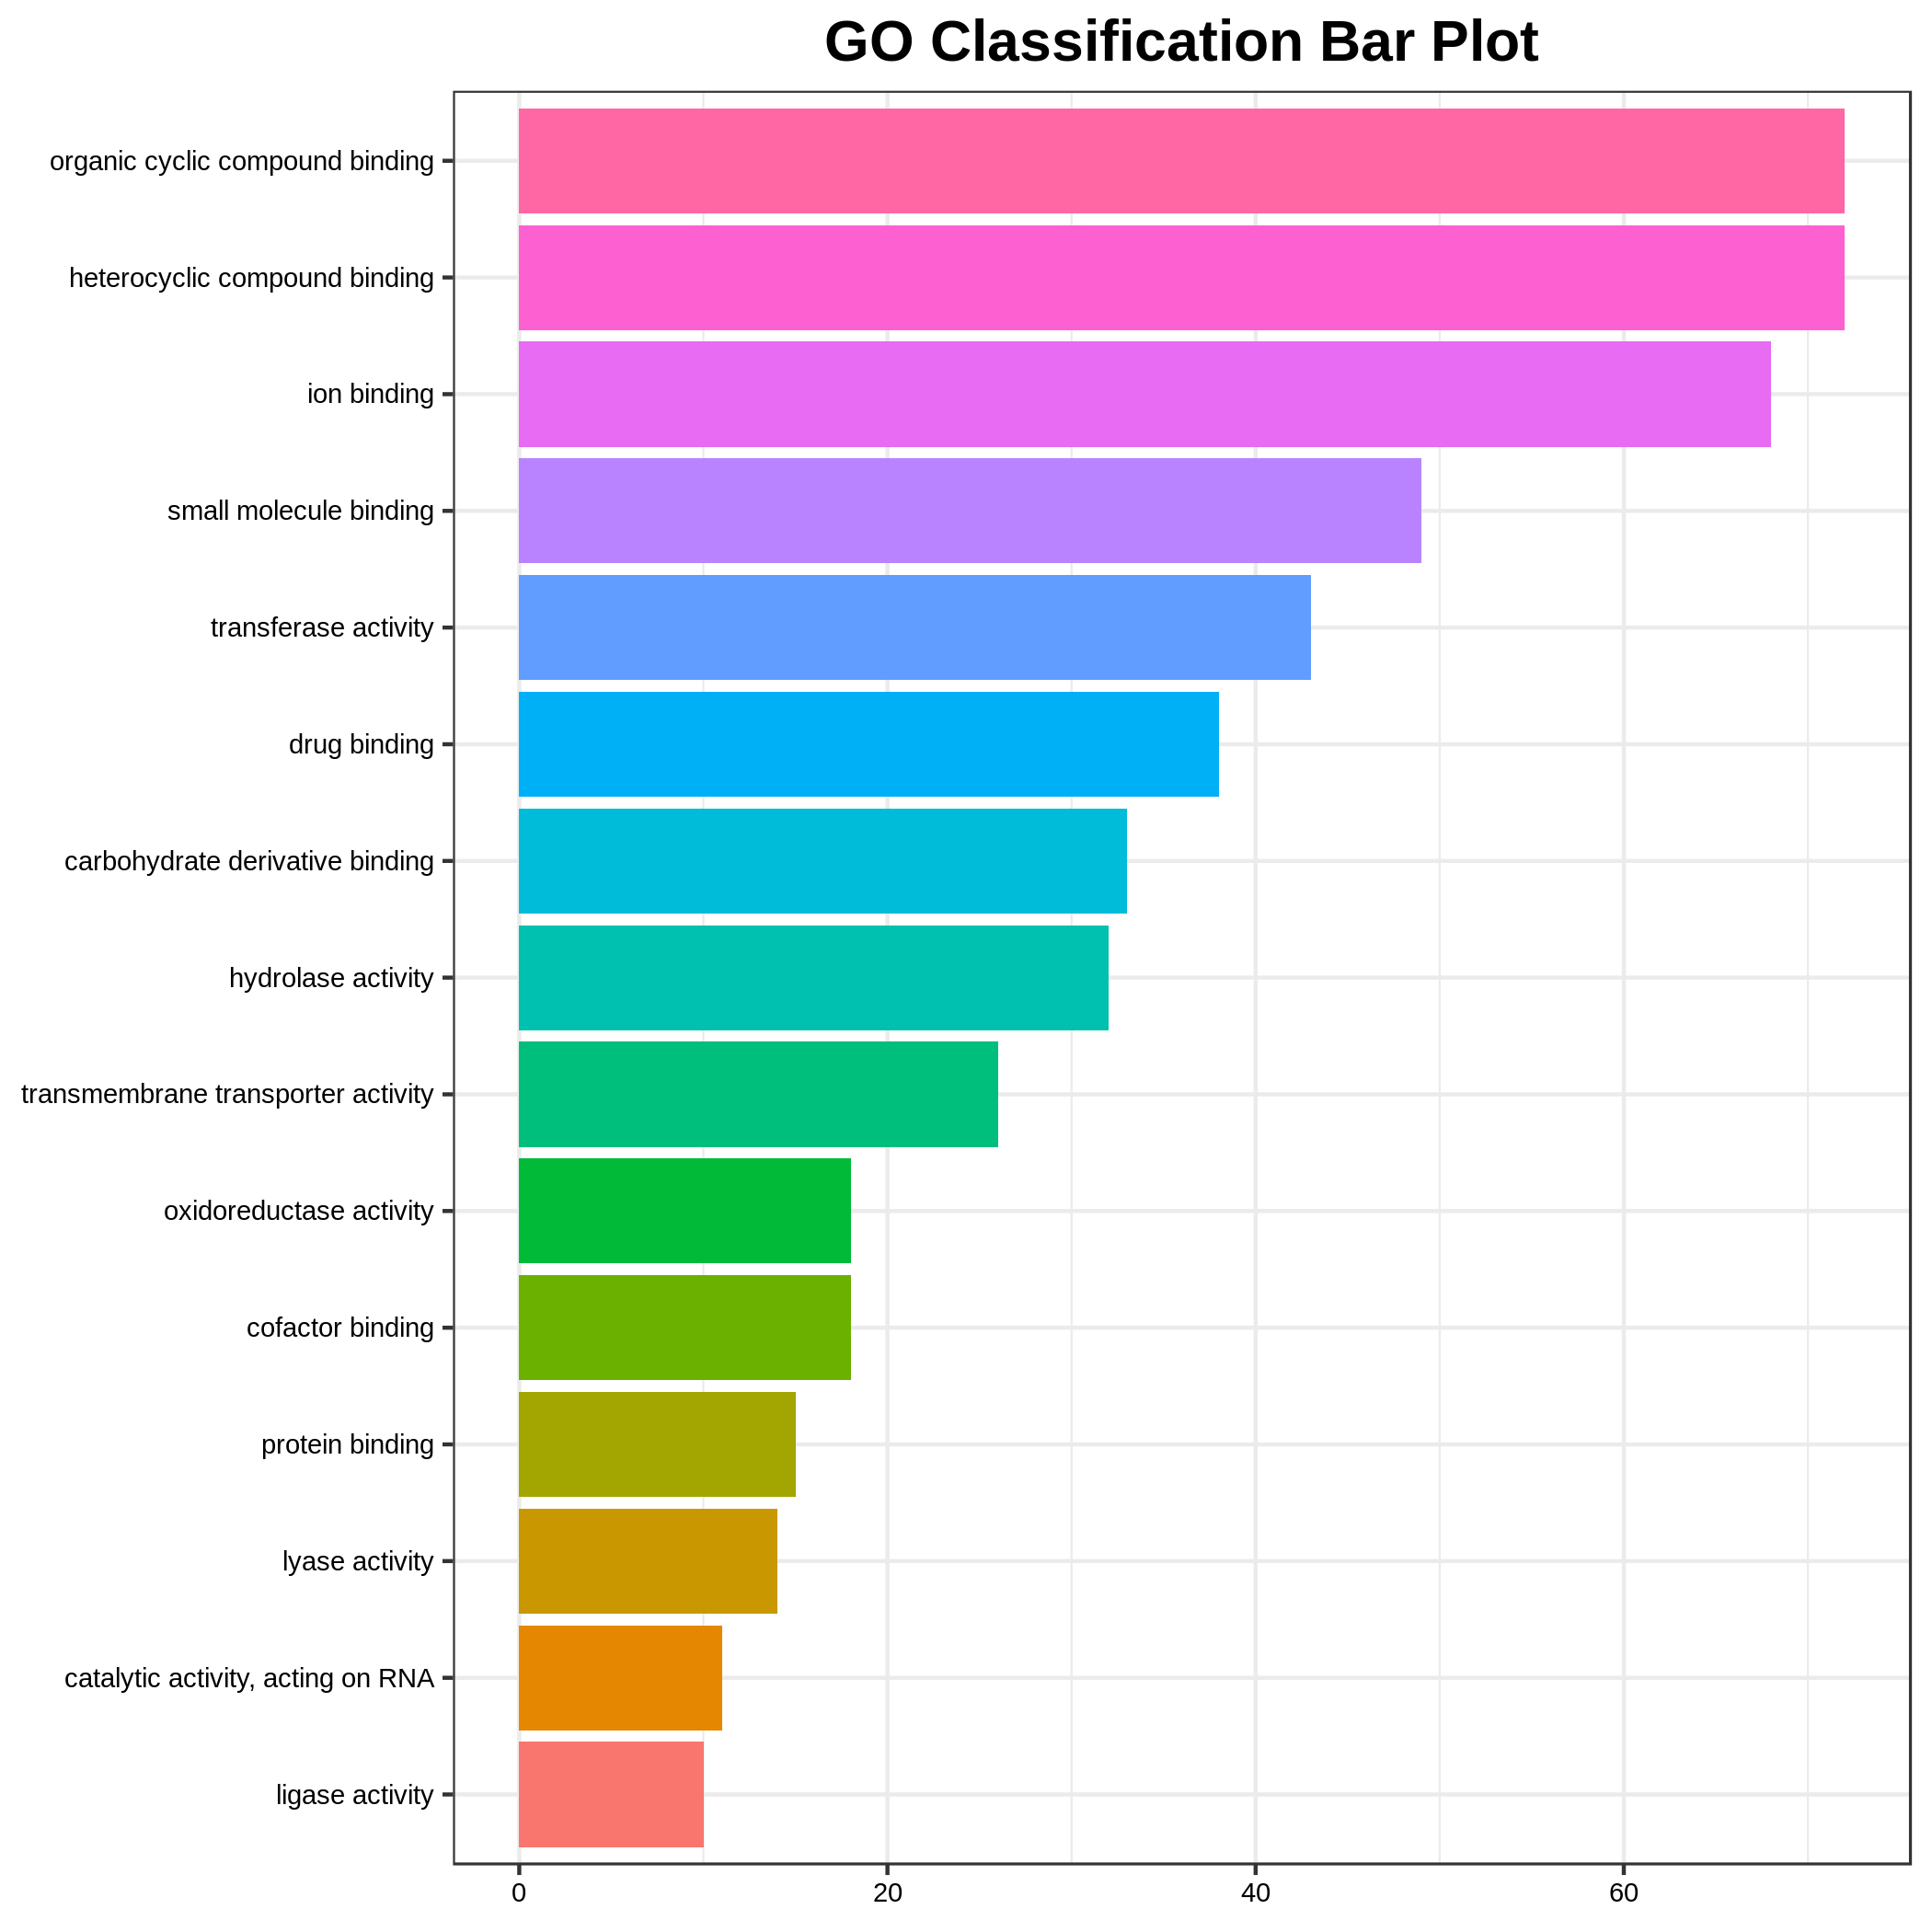 GO Classification Bar Plot
organic cyclic compound binding
heterocyclic compound binding
ion binding
small molecule binding
transferase activity
drug binding
carbohydrate derivative binding
hydrolase activity
transmembrane transporter activity
oxidoreductase activity
cofactor binding
protein binding
lyase activity
catalytic activity, acting on RNA
ligase activity
0 20 40 60